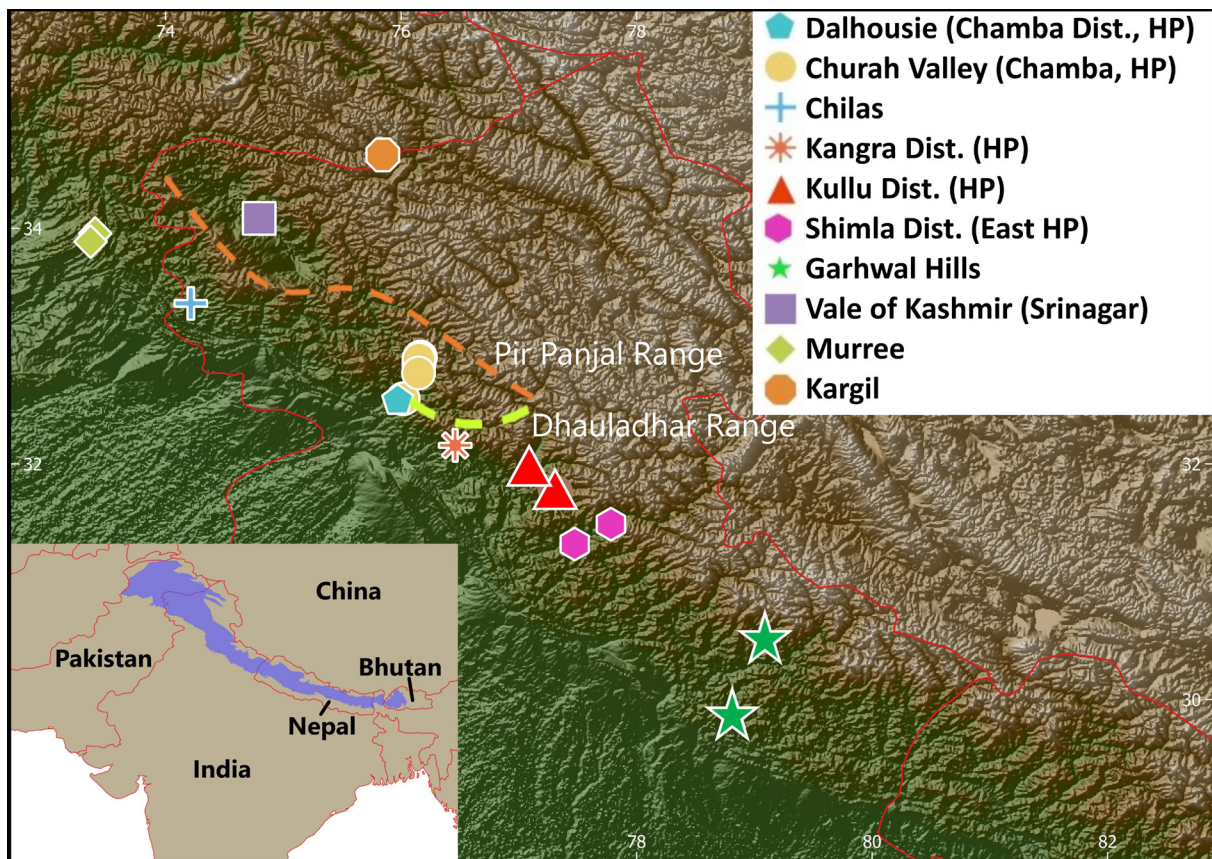 74
76
78
Dalhousie (Chamba Dist., HP)
Churah Valley (Chamba, HP)
Chilas
Kangra Dist. (HP)
Kullu Dist. (HP)
Shimla Dist. (East HP)
Garhwal Hills
Vale of Kashmir (Srinagar)
Murree
Kargil
34
Pir Panjal Range
Dhauladhar Range
32
32
China
Pakistan
Bhutan
Nepal
India
30
78
80
82